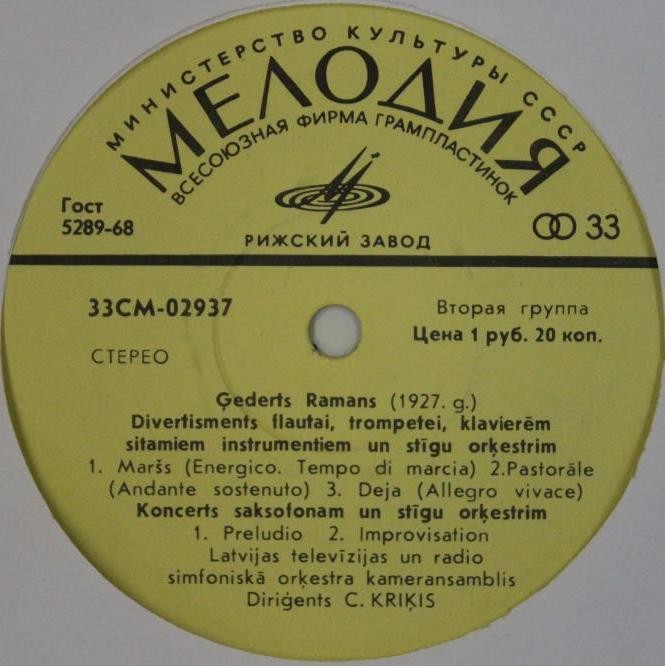 МИНИСТЕРСТВО КУЛЬТУРЫ СССР
МЕЛОДИЯ
ВСЕСОЮЗНАЯ ФИРМА ГРАМПЛАСТИНОК
Гост
5289-68
33
РИЖСКИЙ ЗАВОД
33СМ-02937
Вторая группа
Цена 1 руб. 20 коп.
СТЕРЕО
Ģederts Ramans (1927. g.)
Divertisments flautai, trompetei, klavierēm
sitamiem instrumentiem un stīgu orķestrim
1. Maršs (Energico. Tempo di marcia) 2.Pastorāle
(Andante sostenuto) 3. Deja (Allegro vivace)
Koncerts saksofonam un stīgu orķestrim
1. Preludio 2. Improvisation
Latvijas televīzijas un radio
simfoniskā orķestra kameransamblis
Diriģents C. KRIĶIS